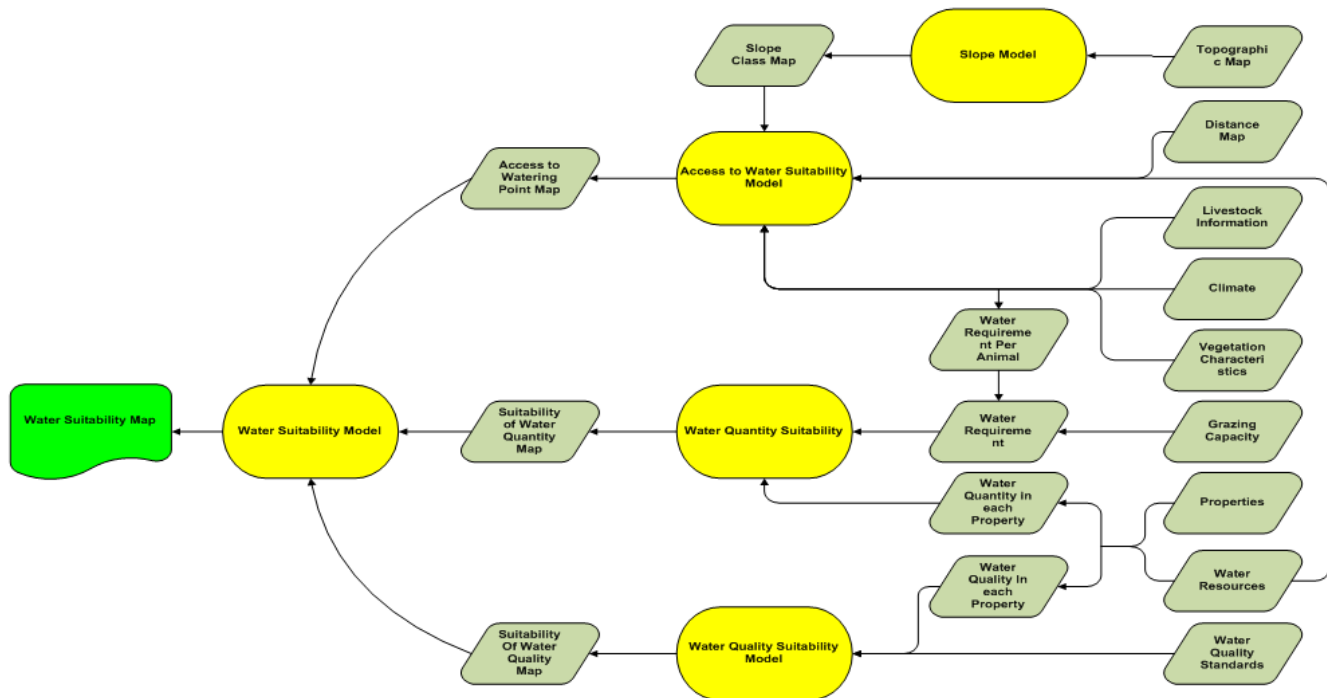 Slope
Class Map
Slope Model
Topographi
c Map
Distance
Map
Access to
Watering
Point Map
Access to Water Suitability
Model
Livestock
Information
Climate
Water
Requireme
nt Per
Animal
Vegetation
Characteri
stics
Water Suitability Map
Water Suitability Model
Suitability
of Water
Quantity
Map
Water Quantity Suitability
Water
Requireme
nt
Grazing
Capacity
Water
Quantity in
each
Property
Properties
Water
Quality In
each
Property
Water
Resources
Suitability
Of Water
Quality
Map
Water Quality Suitability
Model
Water
Quality
Standards